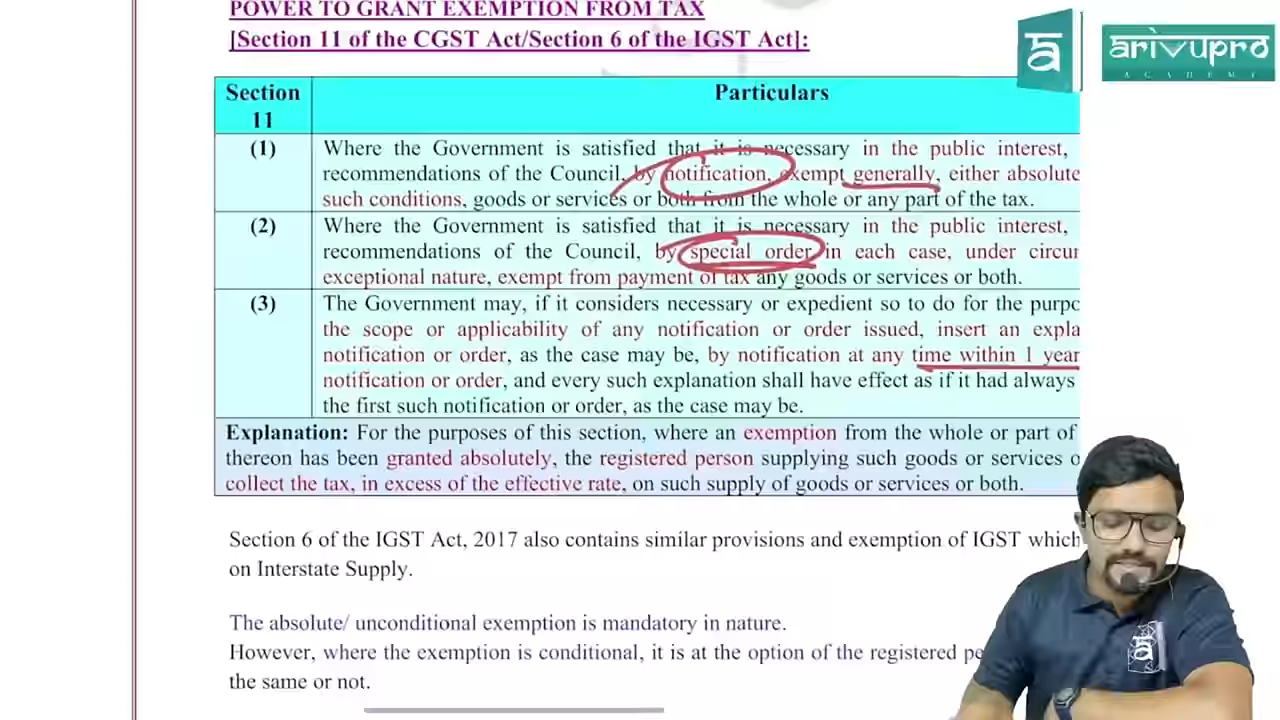 POWER TO GRANT EXEMPTION FROM TAX
[Section 11 of the CGST Act/Section 6 of the IGST Act]:
arivupro
ACADEMY
Section 11
Particulars
(1)
Where the Government is satisfied that it is necessary in the public interest,
recommendations of the Council, by notification, exempt generally, either absolute
such conditions, goods or services or both from the whole or any part of the tax.
(2)
Where the Government is satisfied that it is necessary in the public interest,
recommendations of the Council, by special order in each case, under circur
exceptional nature, exempt from payment of tax any goods or services or both.
(3)
The Government may, if it considers necessary or expedient so to do for the purpo
the scope or applicability of any notification or order issued, insert an expla
notification or order, as the case may be, by notification at any time within 1 year
notification or order, and every such explanation shall have effect as if it had always
the first such notification or order, as the case may be.
Explanation: For the purposes of this section, where an exemption from the whole or part of
thereon has been granted absolutely, the registered person supplying such goods or services o
collect the tax, in excess of the effective rate, on such supply of goods or services or both.
Section 6 of the IGST Act, 2017 also contains similar provisions and exemption of IGST which
on Interstate Supply.
The absolute/ unconditional exemption is mandatory in nature.
However, where the exemption is conditional, it is at the option of the registered pe
the same or not.